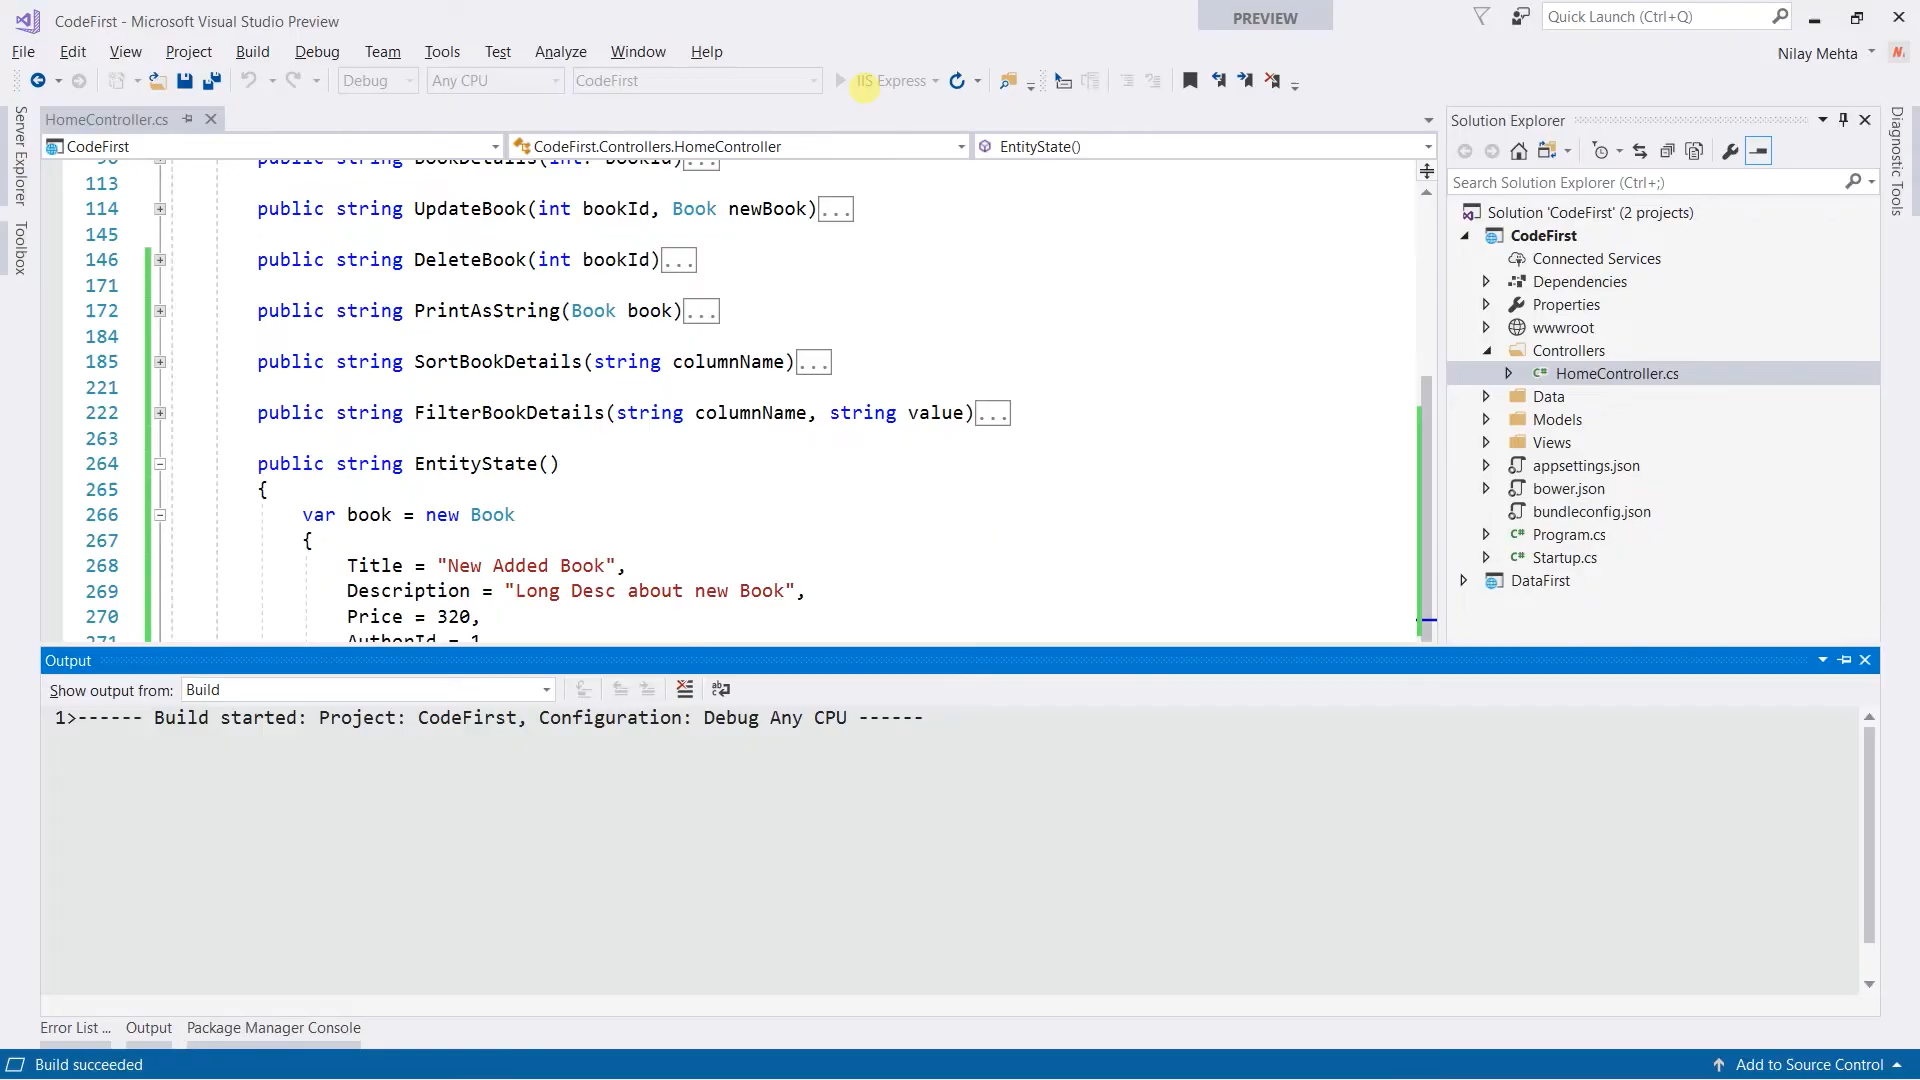 CodeFirst - Microsoft Visual Studio Preview
PREVIEW
Quick Launch (Ctrl+Q)
File Edit View Project Build Debug Team Tools Test Analyze Window Help
Nilay Mehta
Debug Any CPU CodeFirst IIS Express
Server Explorer
Toolbox
HomeController.cs
CodeFirst CodeFirst.Controllers.HomeController EntityState()
public string BookDetails(int? bookId)...
113
114 public string UpdateBook(int bookId, Book newBook)...
145
146 public string DeleteBook(int bookId)...
171
172 public string PrintAsString(Book book)...
184
185 public string SortBookDetails(string columnName)...
221
222 public string FilterBookDetails(string columnName, string value)...
263
264 public string EntityState()
265 {
266 var book = new Book
267 {
268 Title = "New Added Book",
269 Description = "Long Desc about new Book",
270 Price = 320,
271 AuthorId = 1
Solution Explorer
Search Solution Explorer (Ctrl+;)
Solution 'CodeFirst' (2 projects)
CodeFirst
Connected Services
Dependencies
Properties
wwwroot
Controllers
C# HomeController.cs
Data
Models
Views
appsettings.json
bower.json
bundleconfig.json
C# Program.cs
C# Startup.cs
DataFirst
Diagnostic Tools
Output
Show output from: Build
1>------ Build started: Project: CodeFirst, Configuration: Debug Any CPU ------
Error List ... Output Package Manager Console
Build succeeded
Add to Source Control